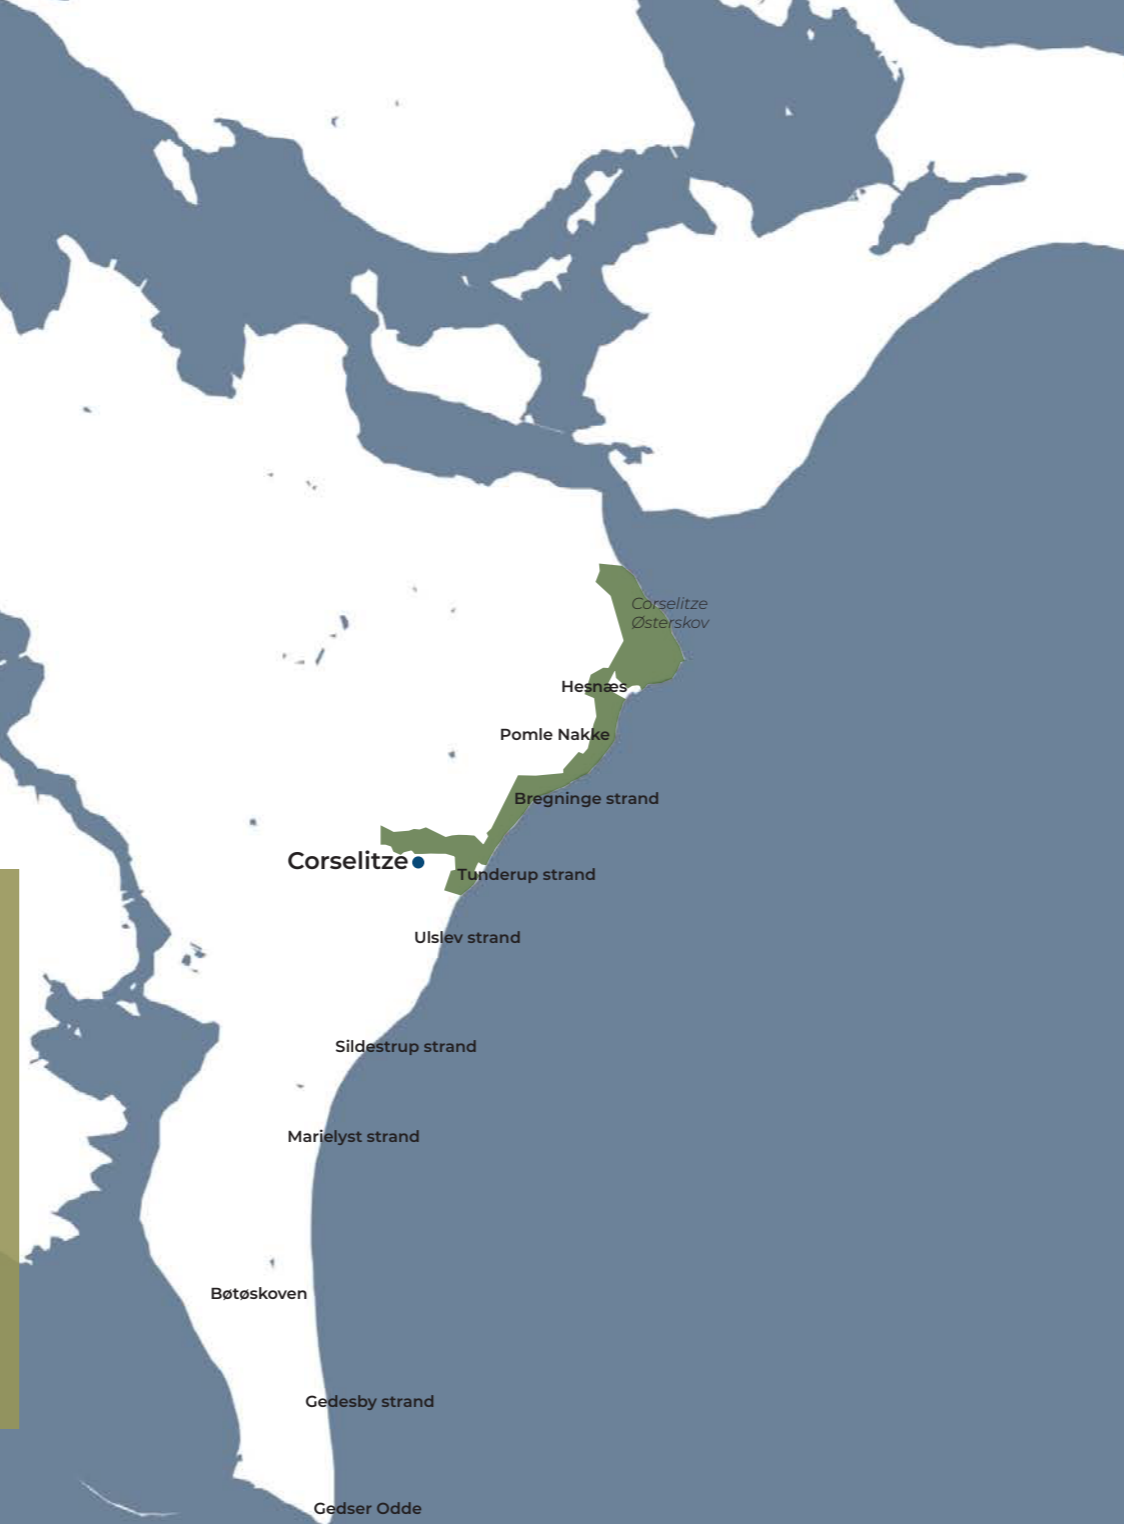 Corselitze
Østerskov
Hesnæs
Pomle Nakke
Bregninge strand
Corselitze
Tunderup strand
Ulslev strand
Sildestrup strand
Marielyst strand
Bøtøskoven
Gedesby strand
Gedser Odde